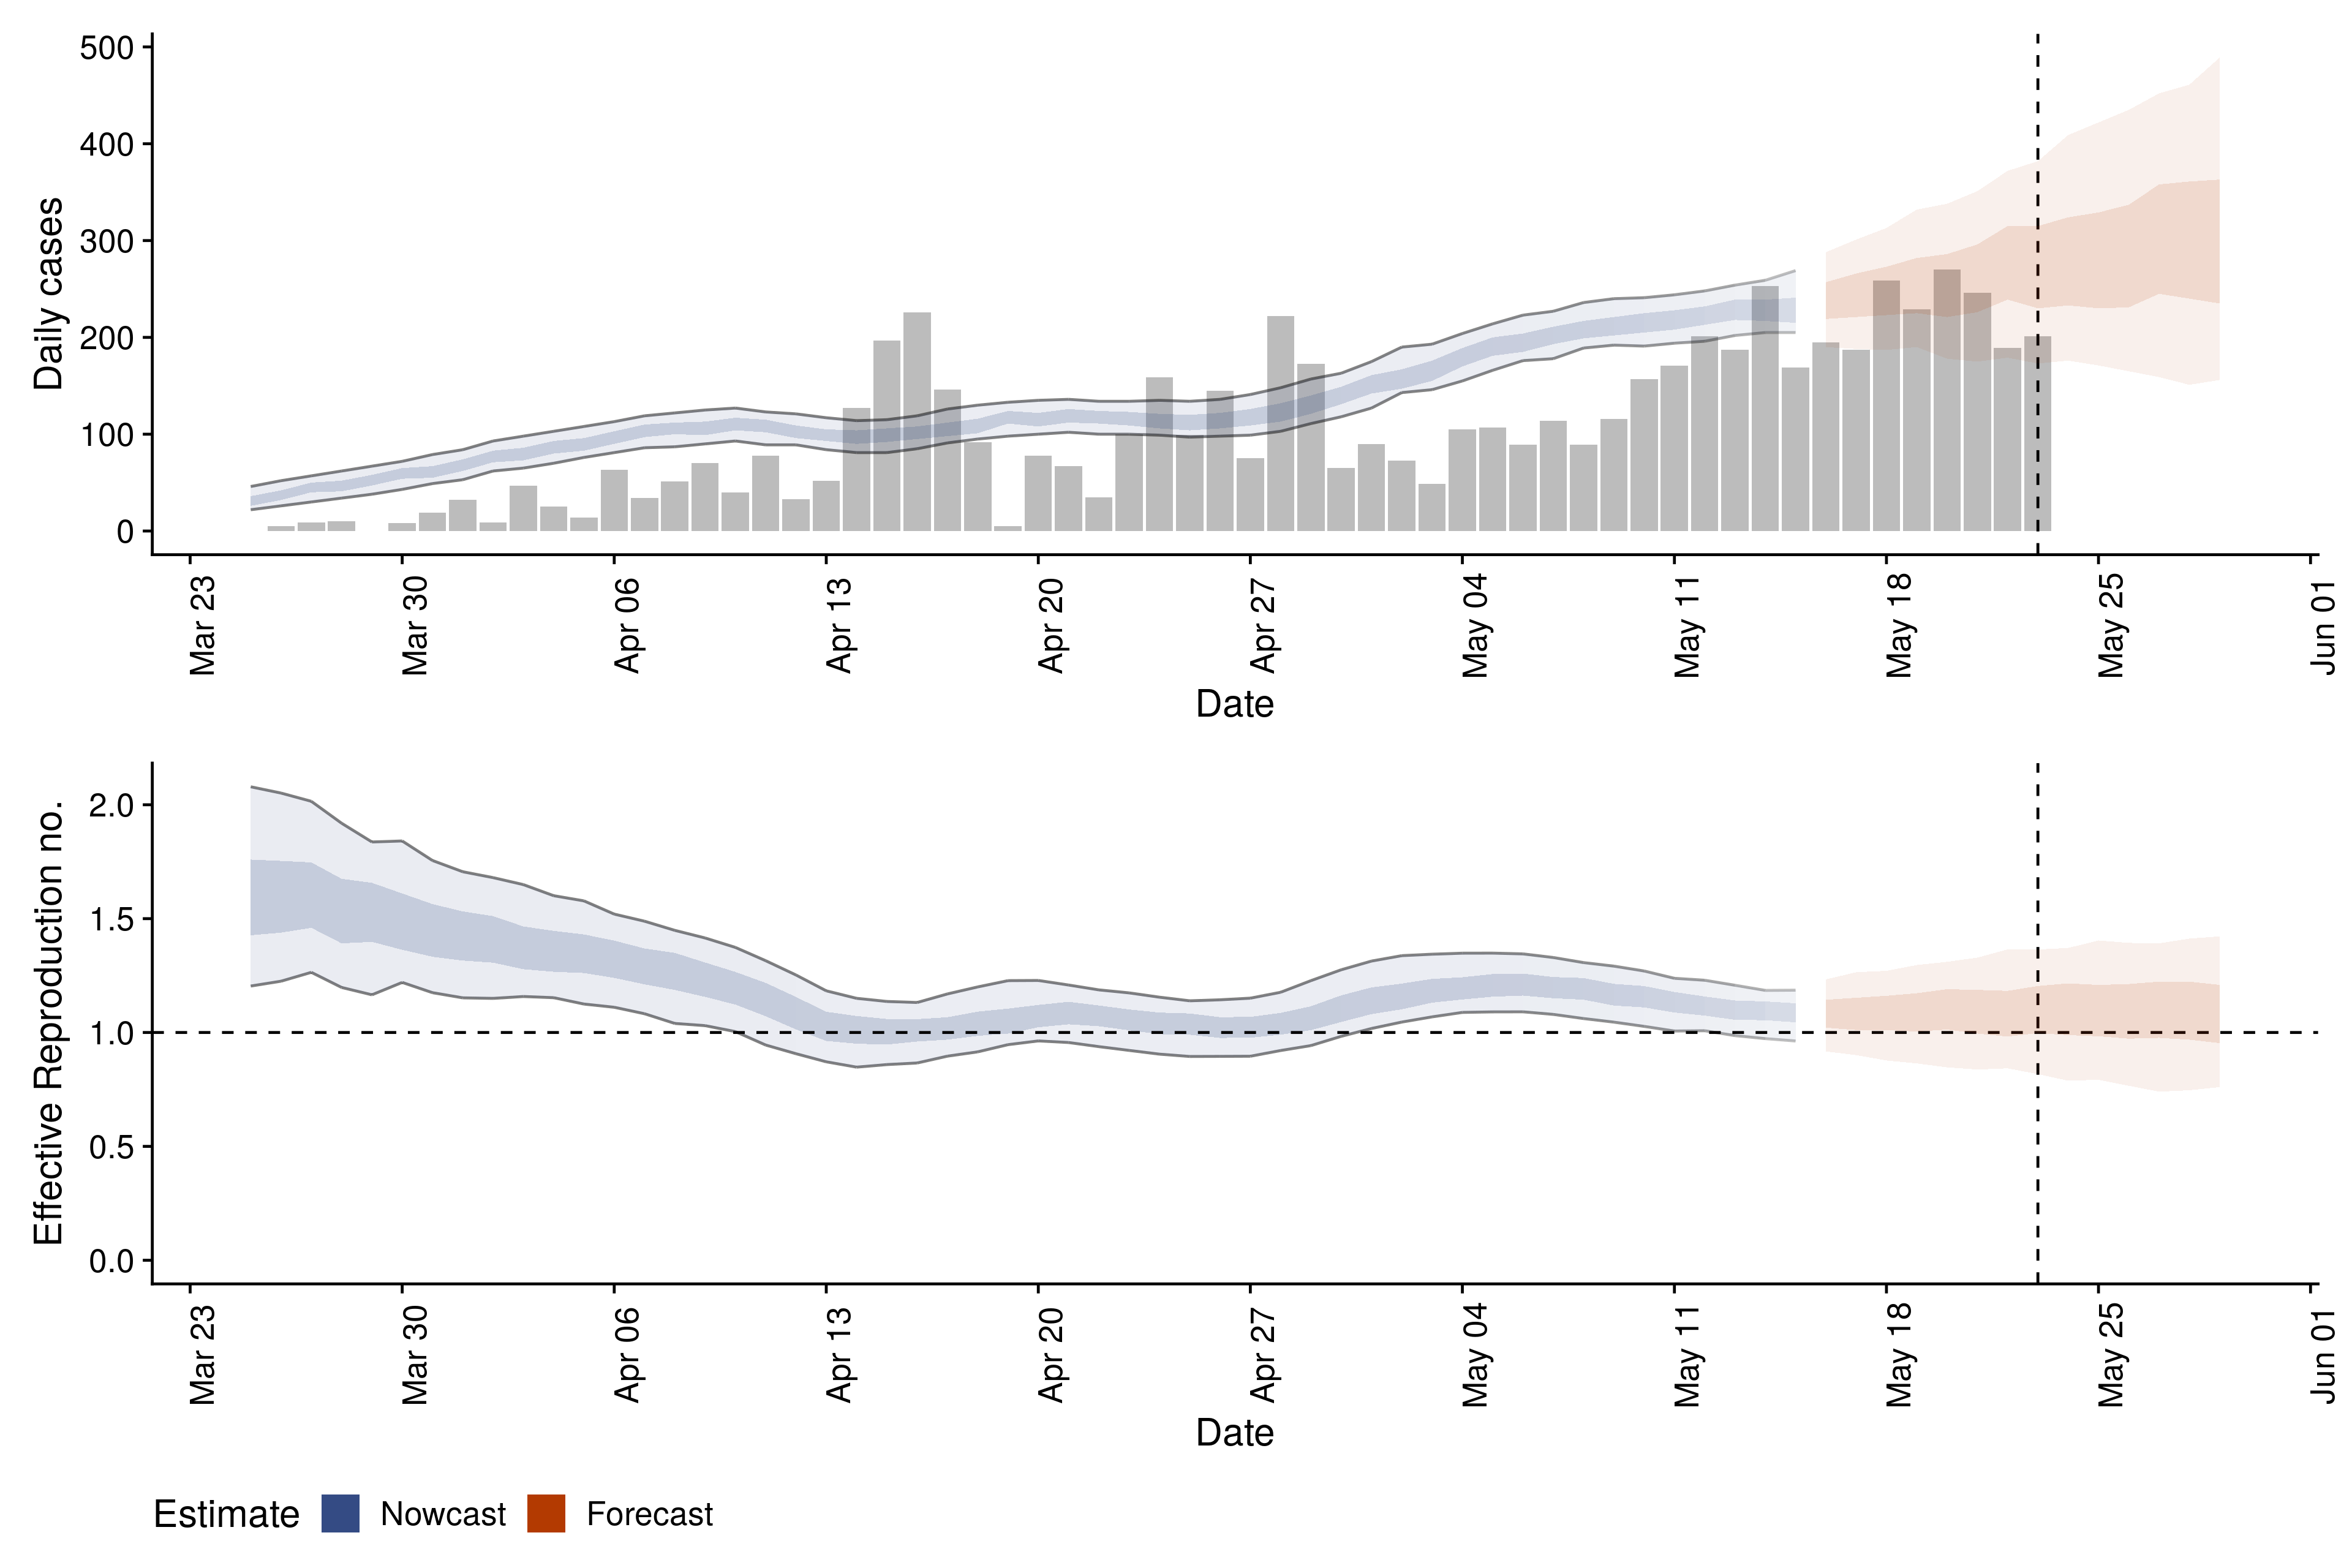 Daily cases
500
400
300
200
100
0
Mar 23
Mar 30
Apr 06
Apr 13
Apr 20
Apr 27
May 04
May 11
May 18
May 25
Jun 01
Date
Effective Reproduction no.
2.0
1.5
1.0
0.5
0.0
Mar 23
Mar 30
Apr 06
Apr 13
Apr 20
Apr 27
May 04
May 11
May 18
May 25
Jun 01
Date
Estimate Nowcast Forecast